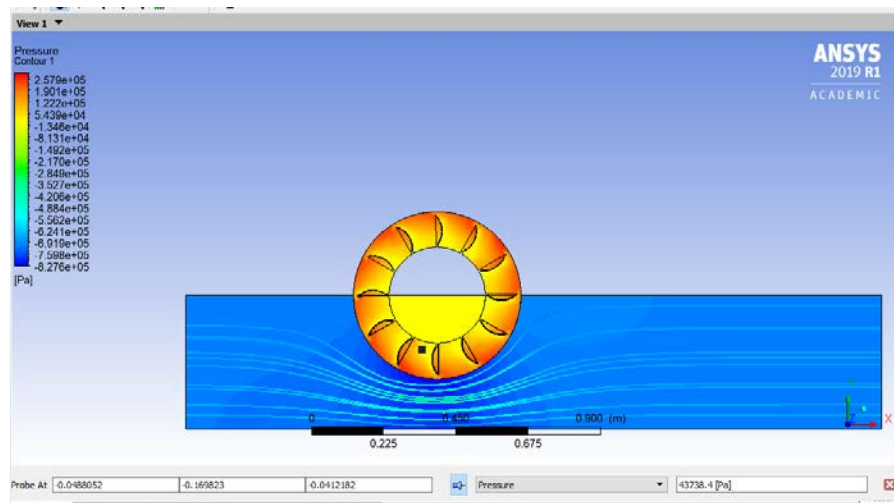 View 1
Pressure
Contour 1
2.579e+05
1.901e+05
1.222e+05
5.439e+04
-1.346e+04
-8.131e+04
-1.492e+05
-2.170e+05
-2.849e+05
-3.527e+05
-4.206e+05
-4.884e+05
-5.562e+05
-6.241e+05
-6.919e+05
-7.598e+05
-8.276e+05
[Pa]
ANSYS
2019 R1
ACADEMIC
0 0.450 0.900 (m)
0.225 0.675
X
Probe At -0.0488052 -0.169823 -0.0412182 Pressure 43738.4 [Pa]